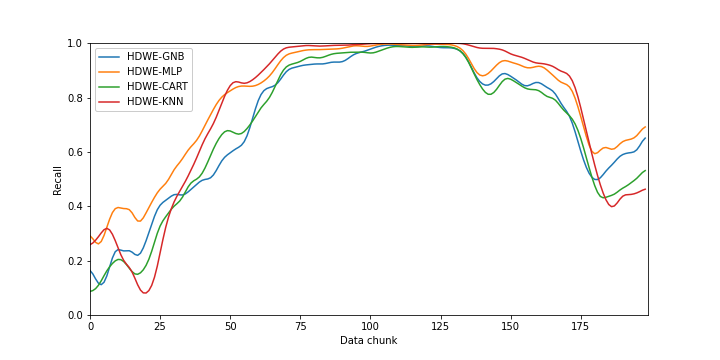 1.0
0.8
0.6
0.4
0.2
0.0
Recall
HDWE-GNB
HDWE-MLP
HDWE-CART
HDWE-KNN
0 25 50 75 100 125 150 175
Data chunk